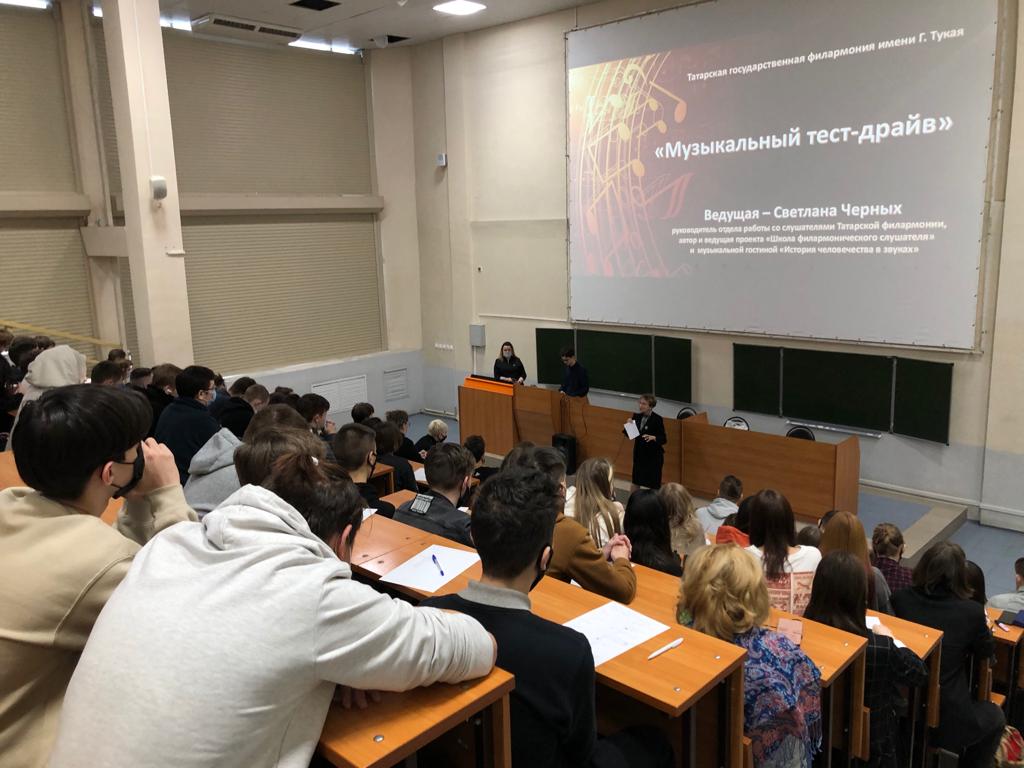 Татарская государственная филармония имени Г. Тукая
«Музыкальный тест-драйв»
Ведущая – Светлана Черных
руководитель отдела работы со слушателями Татарской филармонии,
автор и ведущая проекта «Школа филармонического слушателя»
и музыкальной гостиной «История человечества в звуках»